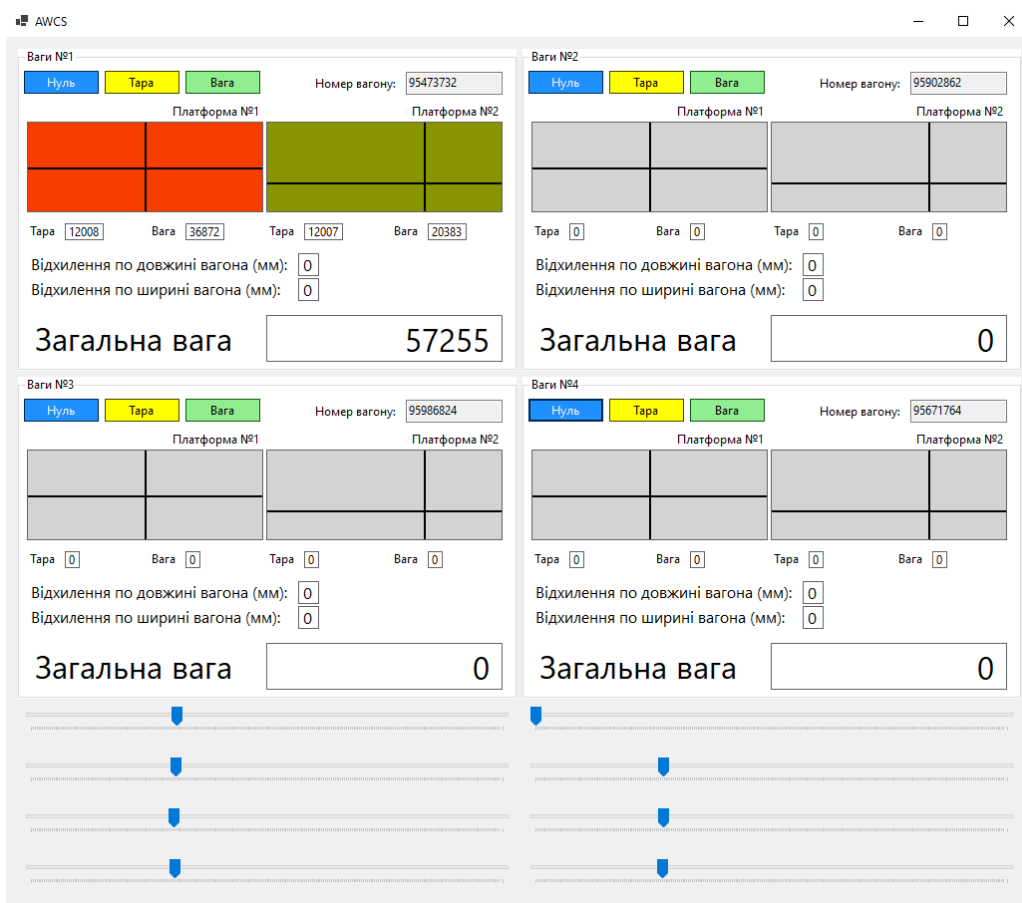 AWCS
Ваги №1
Нуль Тара Вага Номер вагону: 95473732
Платформа №1 Платформа №2
Тара 12008 Вага 36872 Тара 12007 Вага 20383
Відхилення по довжині вагона (мм): 0
Відхилення по ширині вагона (мм): 0
Загальна вага 57255
Ваги №2
Нуль Тара Вага Номер вагону: 95902862
Платформа №1 Платформа №2
Тара 0 Вага 0 Тара 0 Вага 0
Відхилення по довжині вагона (мм): 0
Відхилення по ширині вагона (мм): 0
Загальна вага 0
Ваги №3
Нуль Тара Вага Номер вагону: 95986824
Платформа №1 Платформа №2
Тара 0 Вага 0 Тара 0 Вага 0
Відхилення по довжині вагона (мм): 0
Відхилення по ширині вагона (мм): 0
Загальна вага 0
Ваги №4
Нуль Тара Вага Номер вагону: 95671764
Платформа №1 Платформа №2
Тара 0 Вага 0 Тара 0 Вага 0
Відхилення по довжині вагона (мм): 0
Відхилення по ширині вагона (мм): 0
Загальна вага 0